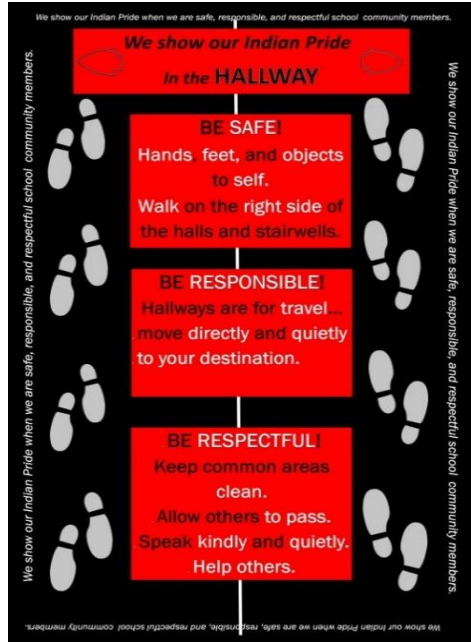 We show our Indian Pride when we are safe, responsible, and respectful school community members.
We show our Indian Pride
In the HALLWAY
We show our Indian Pride when we are safe, responsible, and respectful school community members.
BE SAFE!
Hands, feet, and objects
to self.
Walk on the right side of
the halls and stairwells.
BE RESPONSIBLE!
Hallways are for travel...
move directly and quietly
to your destination.
BE RESPECTFUL!
Keep common areas
clean.
Allow others to pass.
Speak kindly and quietly.
Help others.
We show our Indian Pride when we are safe, responsible, and respectful school community members.
We show our Indian Pride when we are safe, responsible, and respectful school community members.